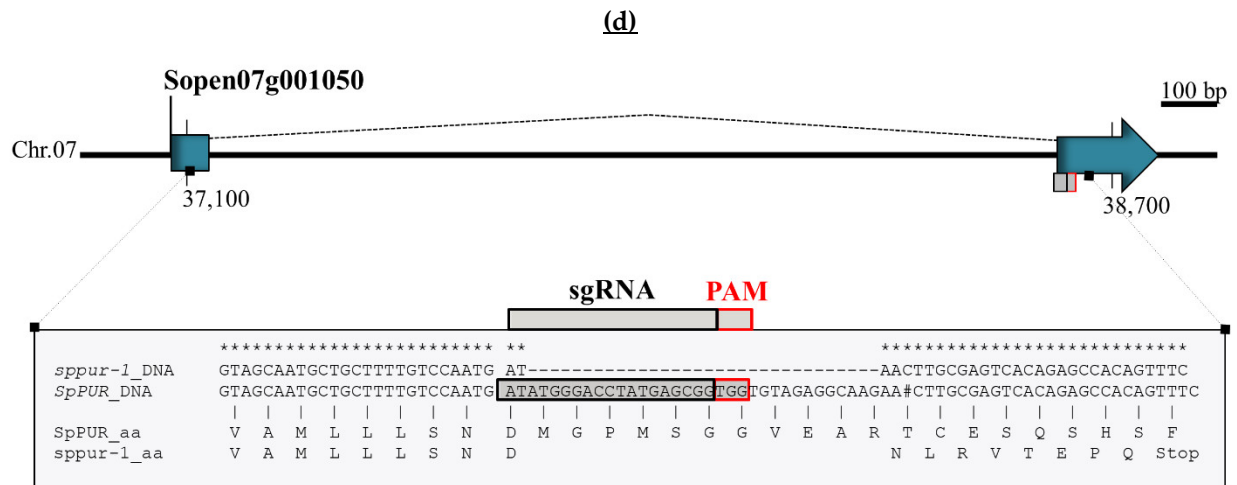 (d)
Sopen07g001050
100 bp
Chr.07
37,100
38,700
sgRNA PAM
************************ ** ****************************
sppur-1_DNA GTAGCAATGCTGCTTTTGTCCAATG AT------------------------------AACTTGCGAGTCACAGAGCCACAGTTTC
SpPUR_DNA GTAGCAATGCTGCTTTTGTCCAATG ATATGGGACCTATGAGCGGTGGTGTAGAGGCAAGAA#CTTGCGAGTCACAGAGCCACAGTTTC
SpPUR_aa V A M L L L S N D M G P M S G G V E A R T C E S Q S H S F
sppur-1_aa V A M L L L S N D N L R V T E P Q Stop